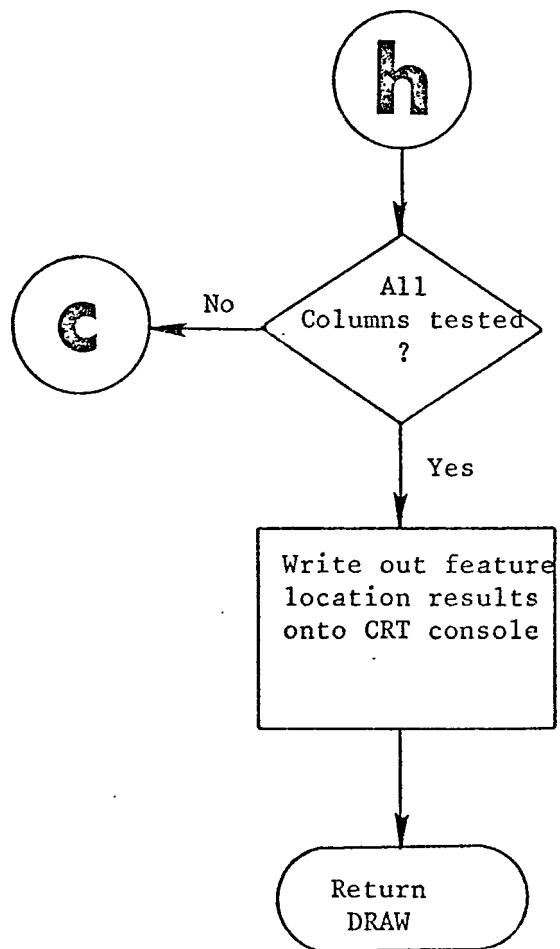 h
All
Columns tested
?
No
c
Yes
Write out feature
location results
onto CRT console
Return
DRAW